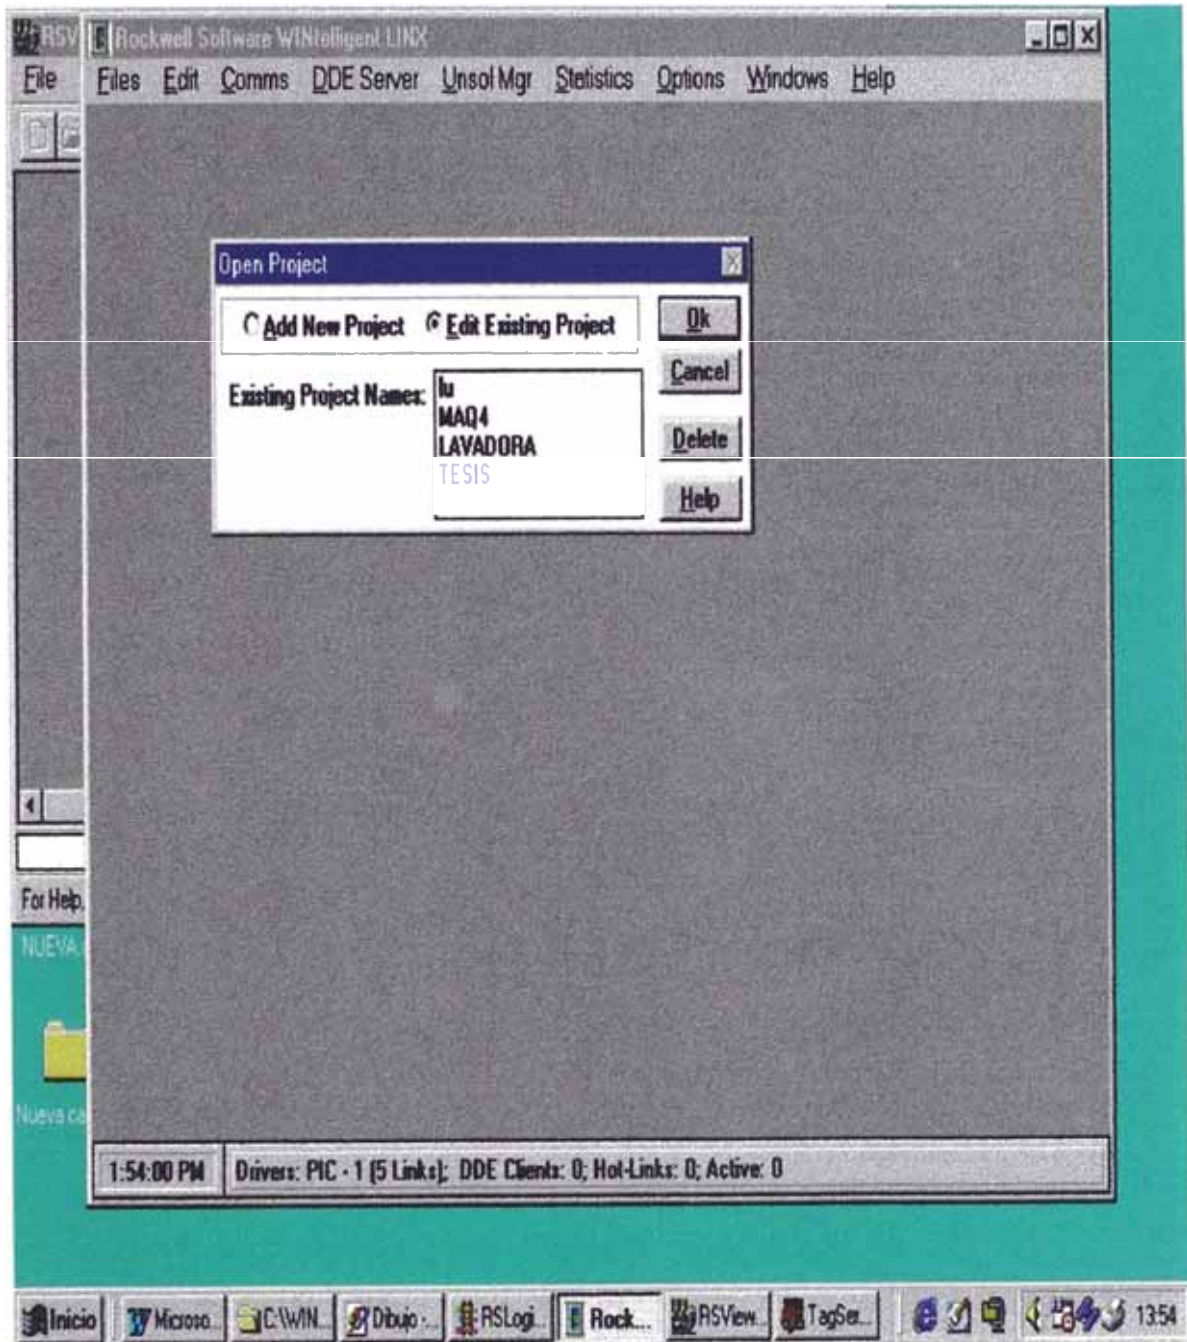 RSV
Rockwell Software WINtelligent LINX
File
Files Edit Comms DDE Server Unsol Mgr Statistics Options Windows Help
Open Project
Add New Project Edit Existing Project
Ok
Cancel
Existing Project Names:
lu
MAQ4
LAVADORA
TESIS
Delete
Help
For Help,
NUEVA
Nueva ca
1:54:00 PM Drivers: PIC - 1 (5 Links); DDE Clients: 0; Hot-Links: 0; Active: 0
Inicio Microso... C:\WIN... Dibujo -... RSLogi... Rock... RSView... TagSer... 13:54